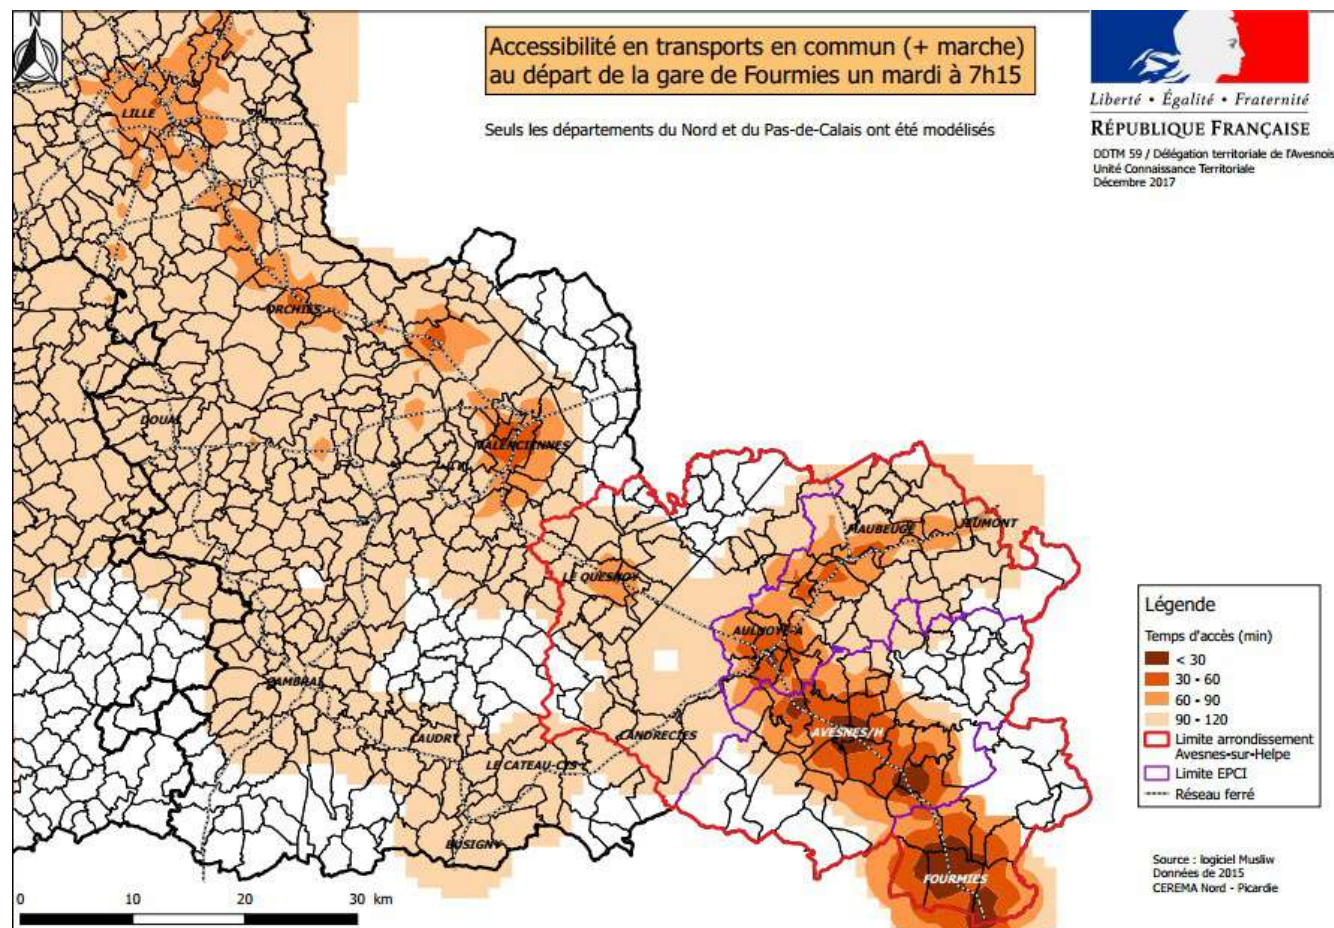 N
Accessibilité en transports en commun (+ marche)
au départ de la gare de Fourmies un mardi à 7h15
Seuls les départements du Nord et du Pas-de-Calais ont été modélisés
Liberté • Égalité • Fraternité
RÉPUBLIQUE FRANÇAISE
DDTM 59 / Délégation territoriale de l'Avesnois
Unité Connaissance Territoriale
Décembre 2017
LILLE
ORCHIES
DOUAI
VALENCIENNES
MAUBEUGE
JEUMONT
LE QUESNOY
AULNOYE-A
CAMBRAI
CAUDRY
LANDRECIES
AVESNES/H
LE CATEAU-CIS
BUSIGNY
FOURMIES
Légende
Temps d'accès (min)
< 30
30 - 60
60 - 90
90 - 120
Limite arrondissement
Avesnes-sur-Helpe
Limite EPCI
Réseau ferré
Source : logiciel Musliw
Données de 2015
CEREMA Nord - Picardie
0 10 20 30 km